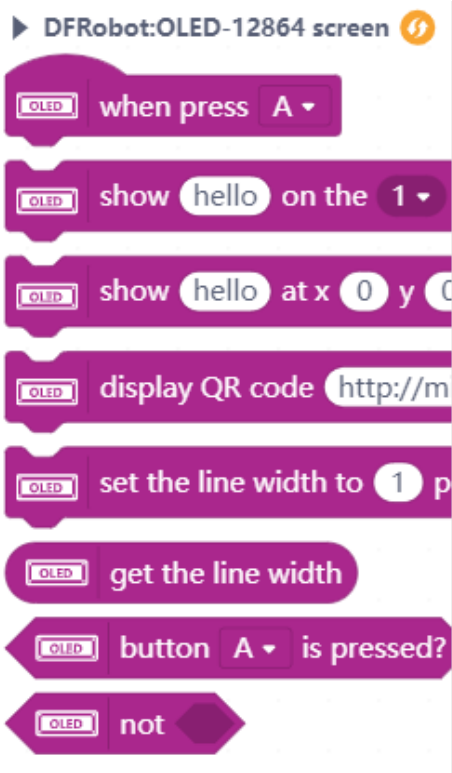 DFRobot:OLED-12864 screen
OLED when press A
OLED show hello on the 1
OLED show hello at x 0 y 0
OLED display QR code http://m
OLED set the line width to 1 p
OLED get the line width
OLED button A is pressed?
OLED not